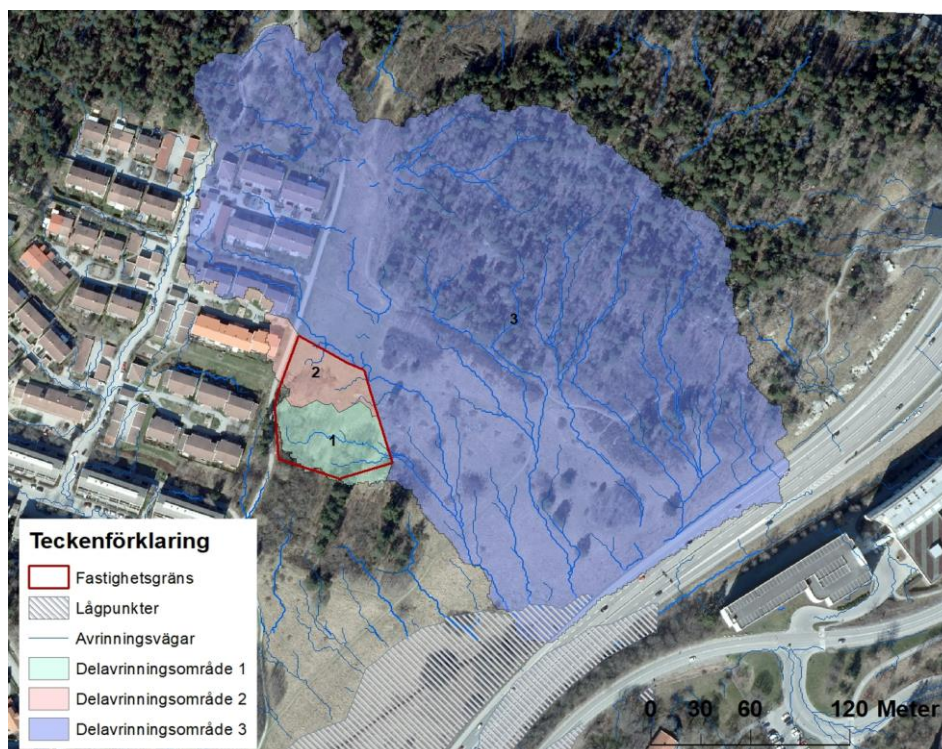 3
2
1
Teckenförklaring
Fastighetsgräns
Lågpunkter
Avrinningsvägar
Delavrinningsområde 1
Delavrinningsområde 2
Delavrinningsområde 3
0 30 60 120 Meter